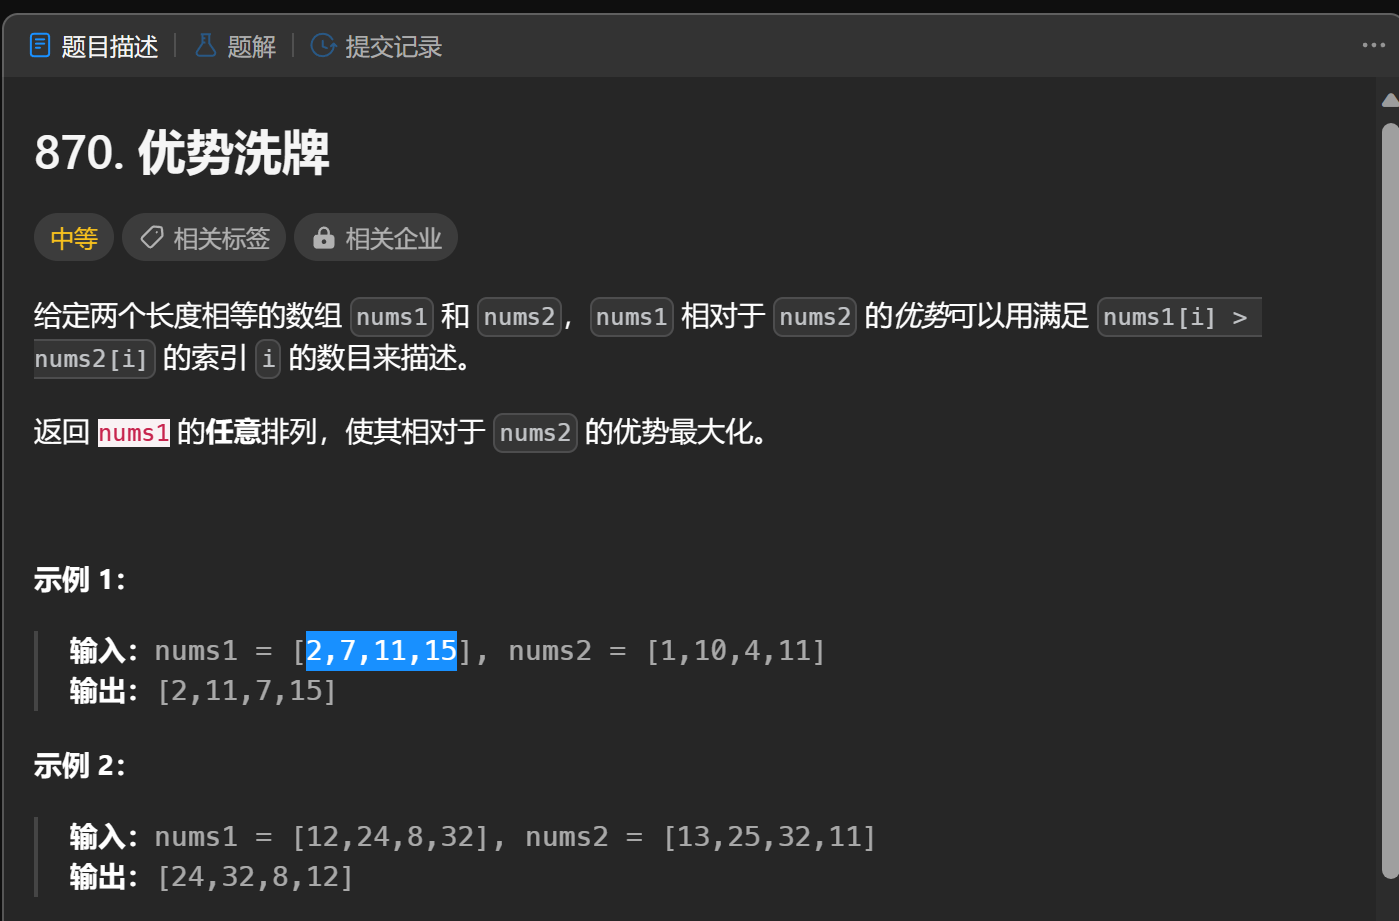 题目描述 题解 提交记录
870. 优势洗牌
中等 相关标签 相关企业
给定两个长度相等的数组 nums1 和 nums2，nums1 相对于 nums2 的优势可以用满足 nums1[i] >
nums2[i] 的索引 i 的数目来描述。
返回 nums1 的任意排列，使其相对于 nums2 的优势最大化。
示例 1：
输入：nums1 = [2,7,11,15], nums2 = [1,10,4,11]
输出：[2,11,7,15]
示例 2：
输入：nums1 = [12,24,8,32], nums2 = [13,25,32,11]
输出：[24,32,8,12]